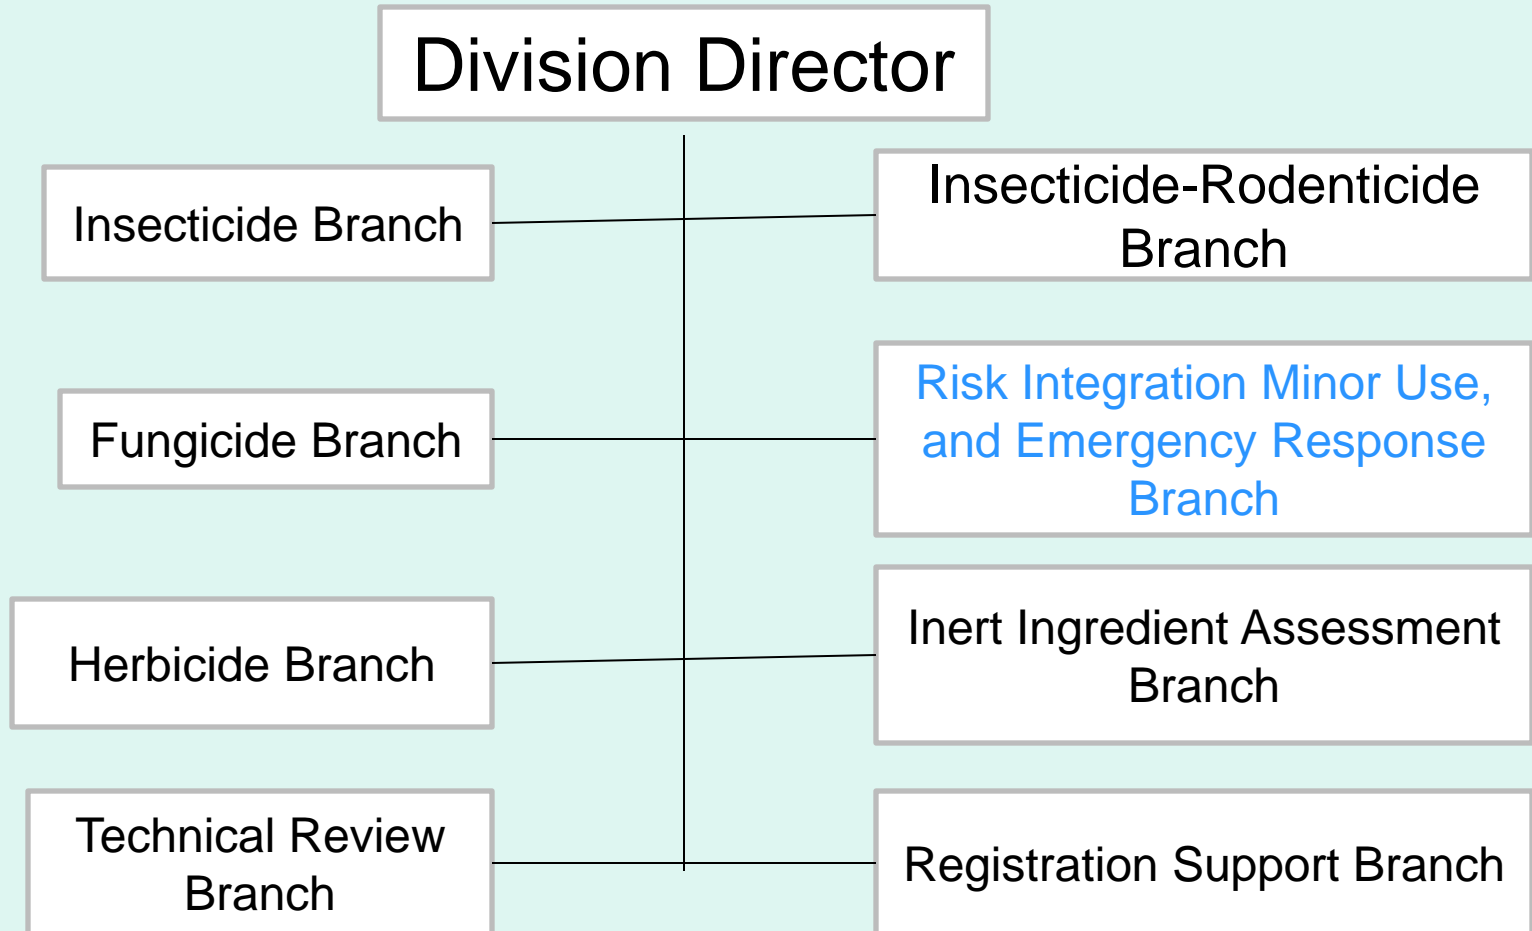 Division Director
Insecticide Branch
Insecticide-Rodenticide
Branch
Fungicide Branch
Risk Integration Minor Use,
and Emergency Response
Branch
Herbicide Branch
Inert Ingredient Assessment
Branch
Technical Review
Branch
Registration Support Branch